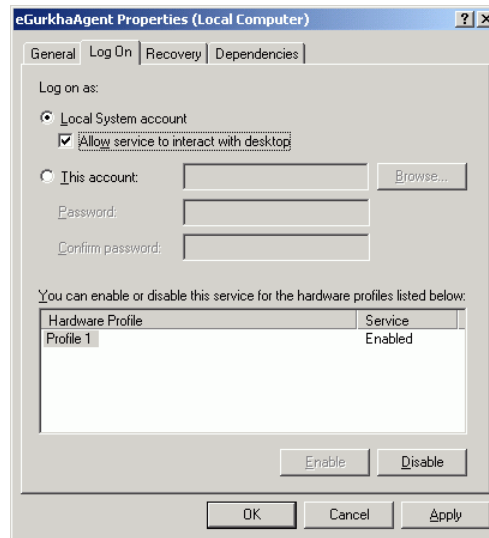 eGurkhaAgent Properties (Local Computer)
General Log On Recovery Dependencies
Log on as:
Local System account
Allow service to interact with desktop
This account: Browse...
Password:
Confirm password:
You can enable or disable this service for the hardware profiles listed below:
Hardware Profile Service
Profile 1 Enabled
Enable Disable
OK Cancel Apply